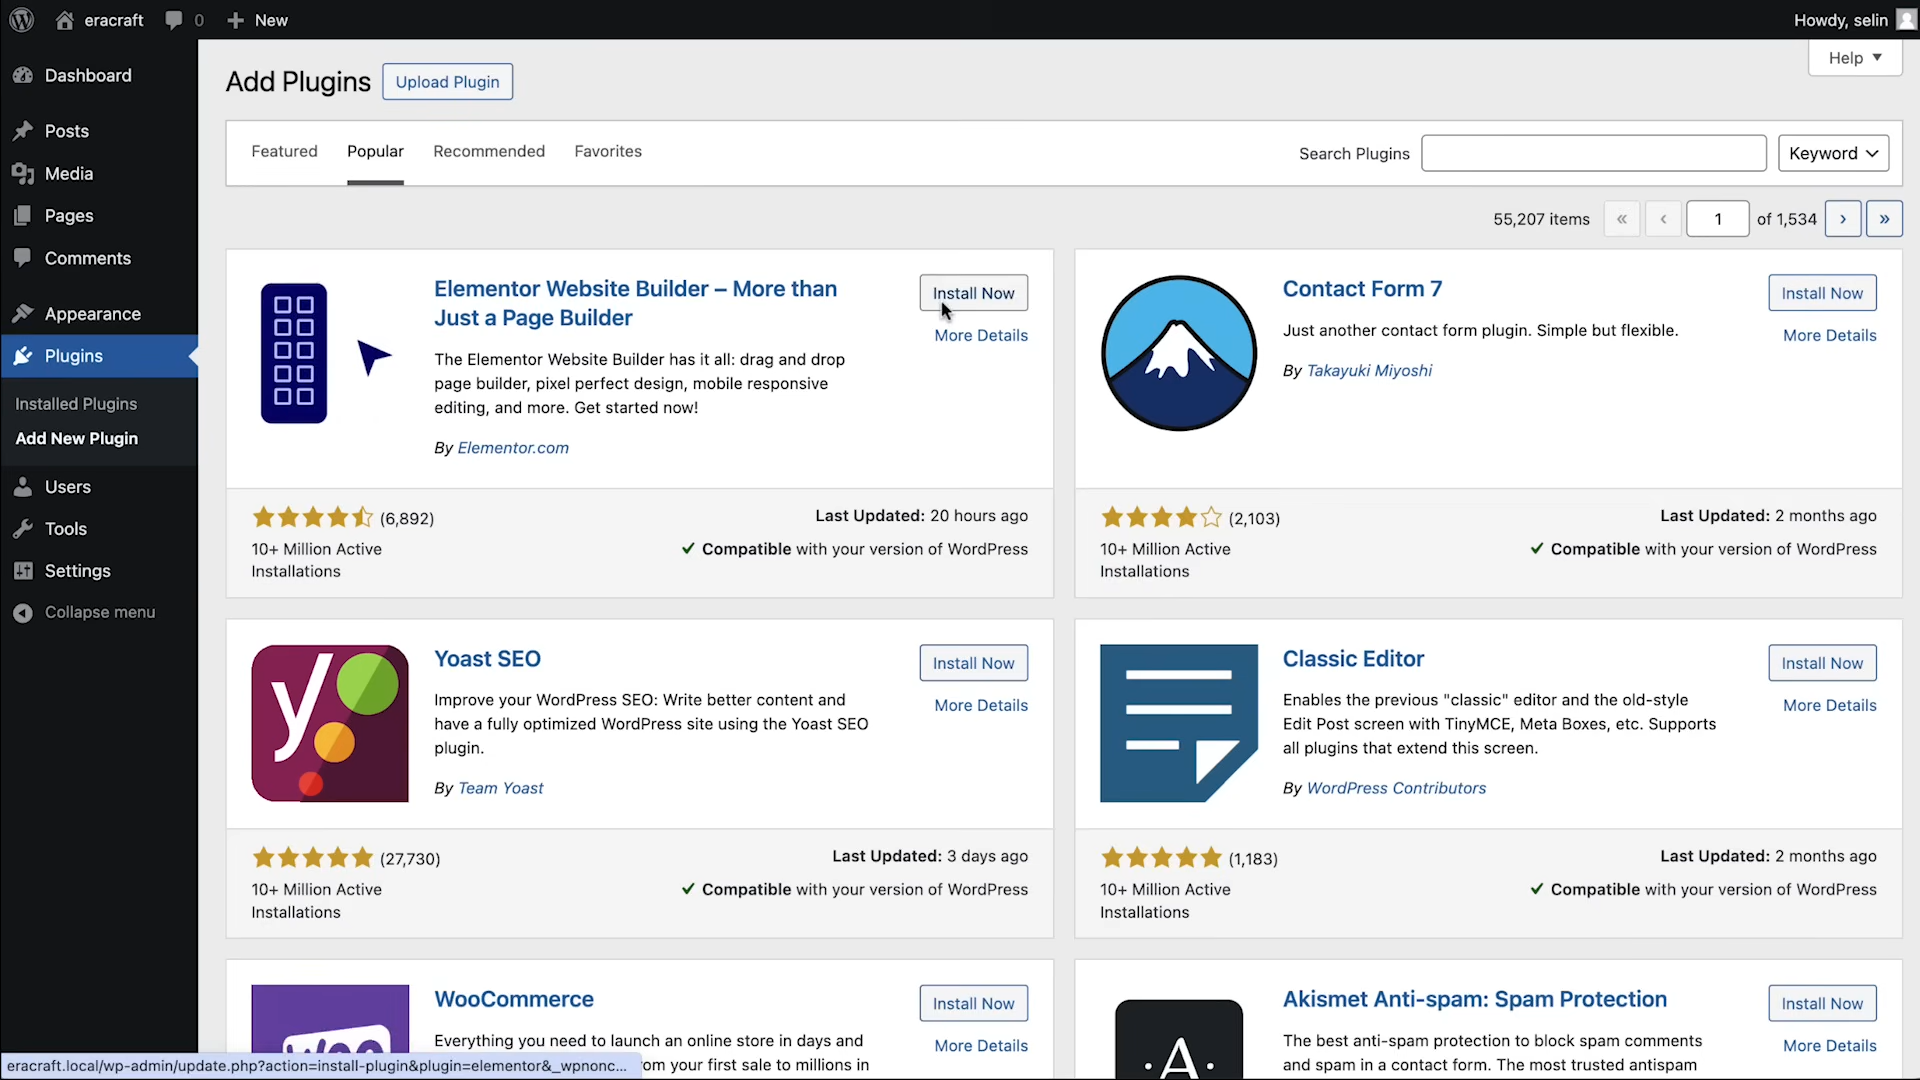 eracraft
0
New
Howdy, selin
Help
Dashboard
Posts
Media
Pages
Comments
Appearance
Plugins
Installed Plugins
Add New Plugin
Users
Tools
Settings
Collapse menu
Add Plugins
Upload Plugin
Featured
Popular
Recommended
Favorites
Search Plugins
Keyword
55,207 items
«
‹
1
of 1,534
›
»
Elementor Website Builder – More than
Just a Page Builder
Install Now
More Details
The Elementor Website Builder has it all: drag and drop
page builder, pixel perfect design, mobile responsive
editing, and more. Get started now!
By Elementor.com
(6,892)
10+ Million Active
Installations
Last Updated: 20 hours ago
Compatible with your version of WordPress
Contact Form 7
Install Now
More Details
Just another contact form plugin. Simple but flexible.
By Takayuki Miyoshi
(2,103)
10+ Million Active
Installations
Last Updated: 2 months ago
Compatible with your version of WordPress
y
Yoast SEO
Install Now
More Details
Improve your WordPress SEO: Write better content and
have a fully optimized WordPress site using the Yoast SEO
plugin.
By Team Yoast
(27,730)
10+ Million Active
Installations
Last Updated: 3 days ago
Compatible with your version of WordPress
Classic Editor
Install Now
More Details
Enables the previous "classic" editor and the old-style
Edit Post screen with TinyMCE, Meta Boxes, etc. Supports
all plugins that extend this screen.
By WordPress Contributors
(1,183)
10+ Million Active
Installations
Last Updated: 2 months ago
Compatible with your version of WordPress
WooCommerce
Install Now
More Details
Everything you need to launch an online store in days and
from your first sale to millions in
Akismet Anti-spam: Spam Protection
Install Now
More Details
The best anti-spam protection to block spam comments
and spam in a contact form. The most trusted antispam
·A·
eracraft.local/wp-admin/update.php?action=install-plugin&plugin=elementor&_wpnonc...